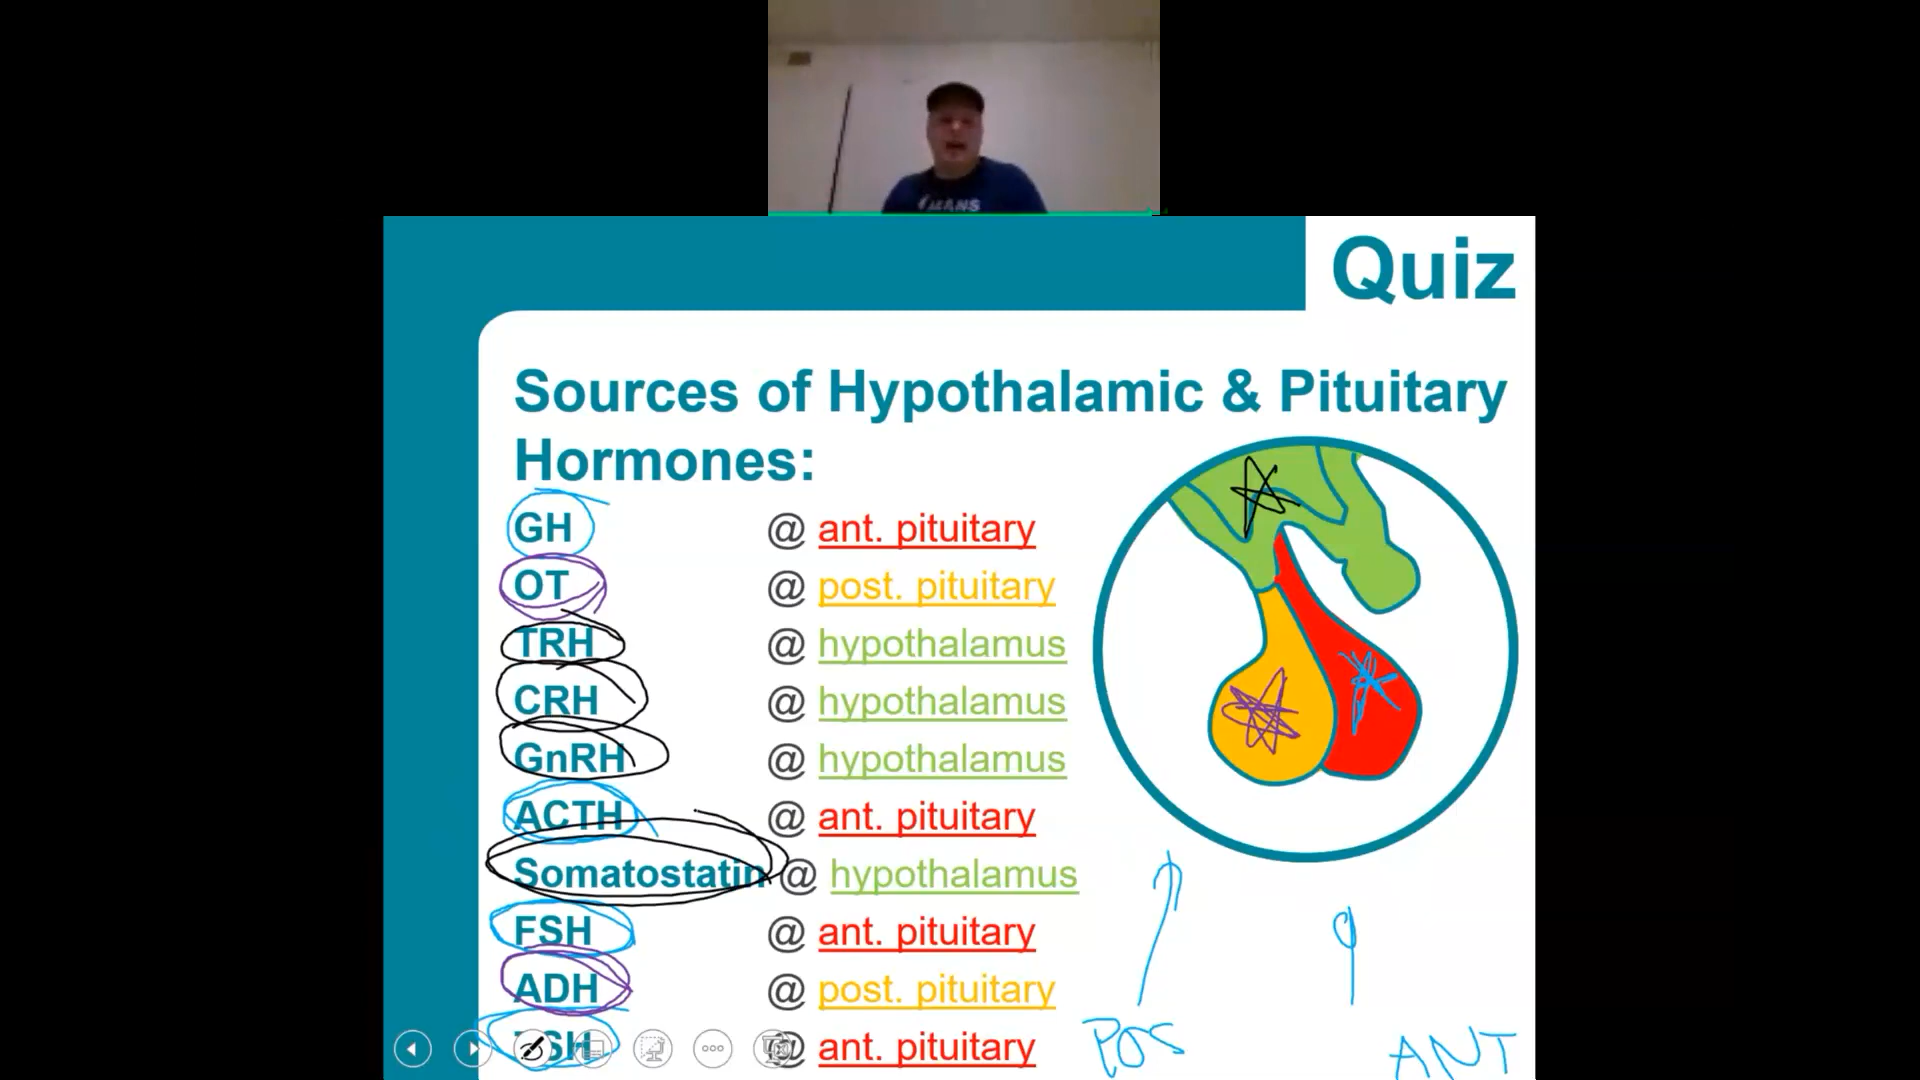 Quiz
Sources of Hypothalamic & Pituitary
Hormones:
GH @ ant. pituitary
OT @ post. pituitary
TRH @ hypothalamus
CRH @ hypothalamus
GnRH @ hypothalamus
ACTH @ ant. pituitary
Somatostatin @ hypothalamus
FSH @ ant. pituitary
ADH @ post. pituitary
TSH @ ant. pituitary
POS
ANT